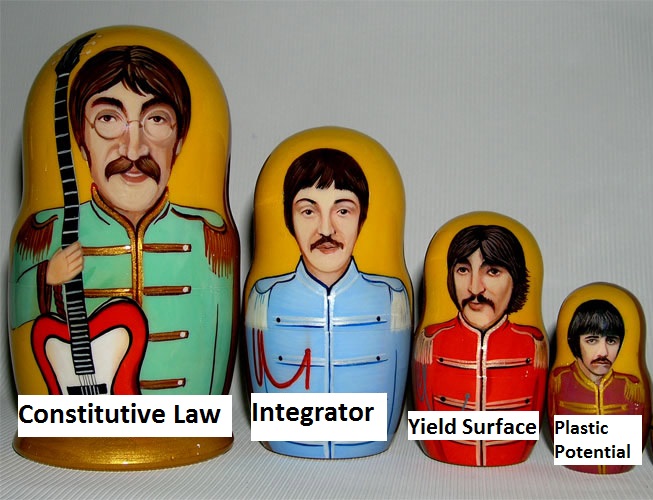 Constitutive Law
Integrator
Yield Surface
Plastic
Potential